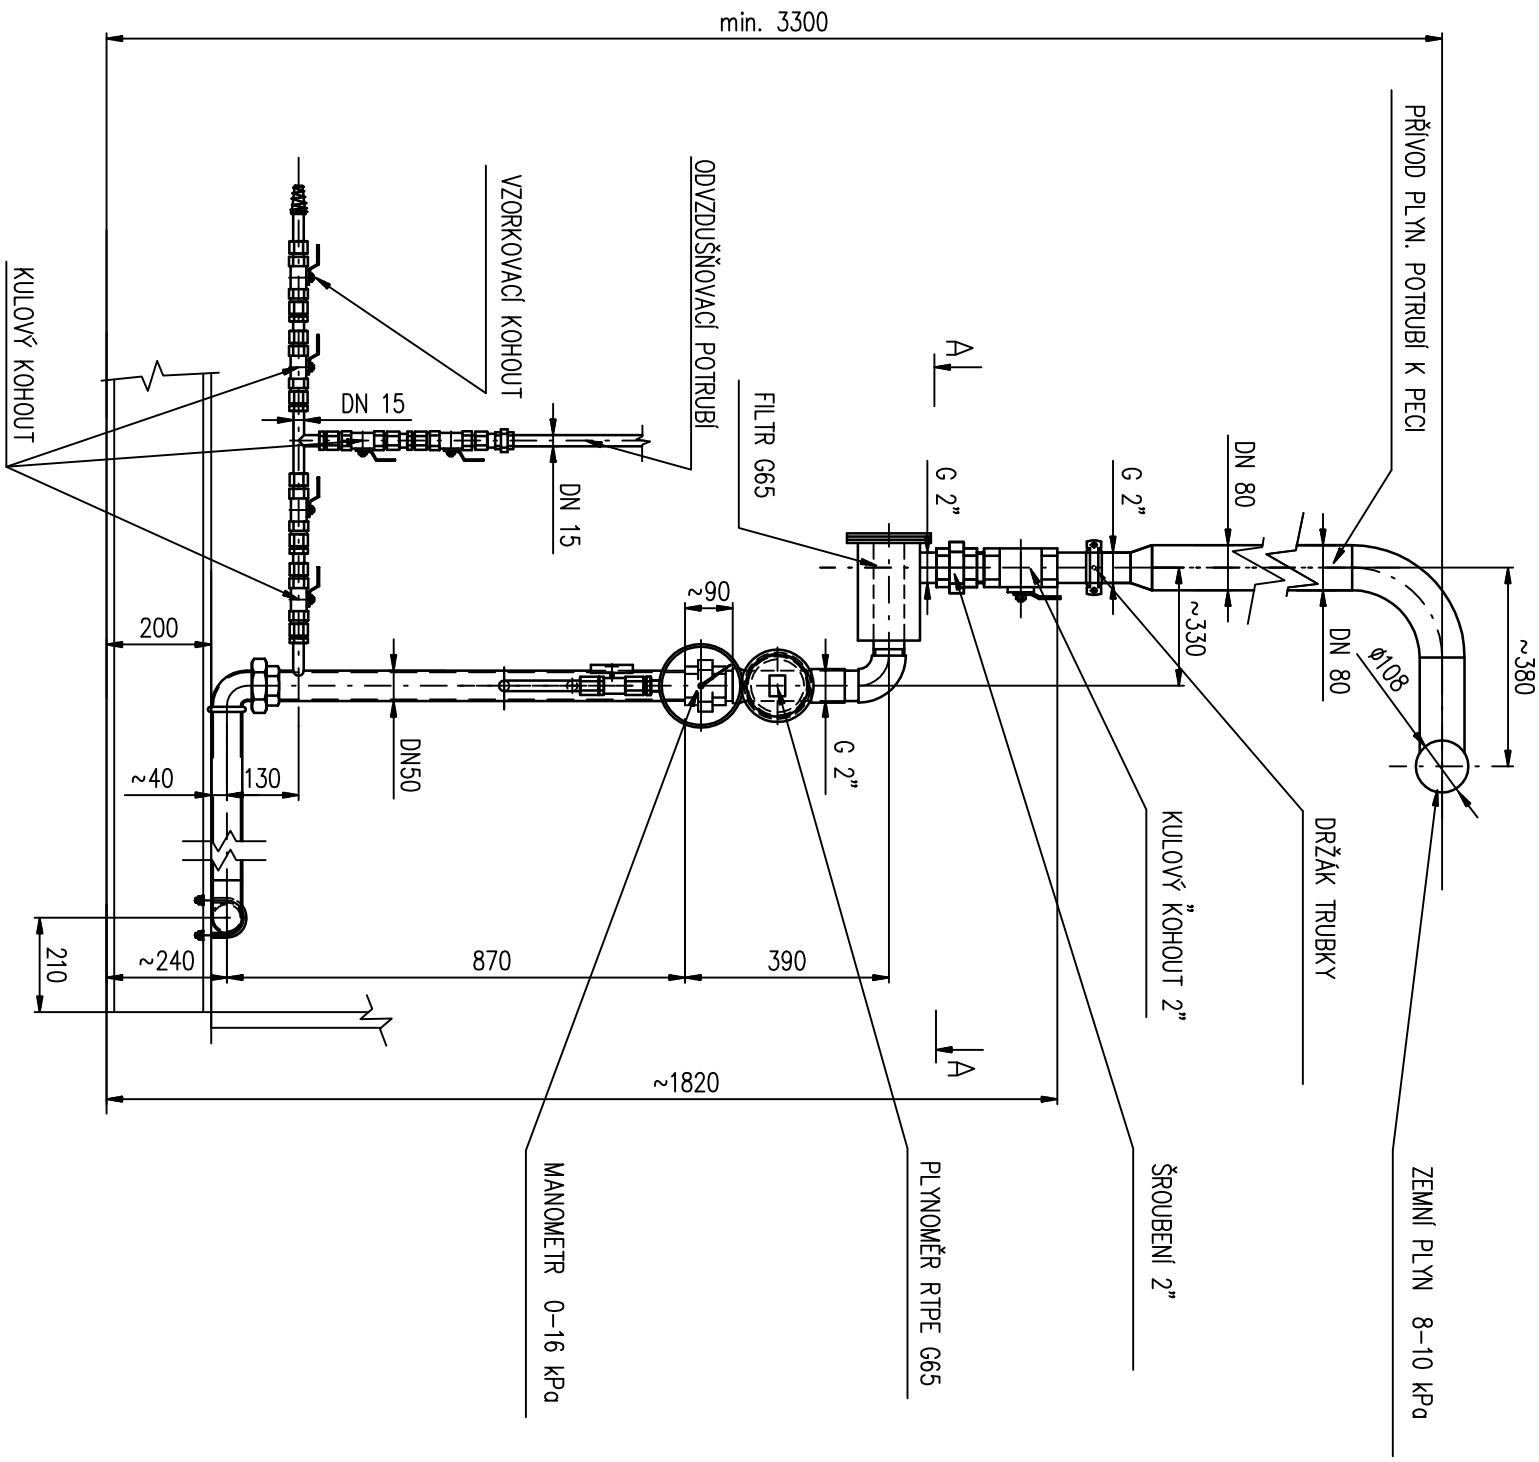 min. 3300
PŘÍVOD PLYN. POTRUBÍ K PECI
ODVZDUŠŇOVACÍ POTRUBÍ
VZORKOVACÍ KOHOUT
KULOVÝ KOHOUT
A
FILTR G65
DN 15
DN 15
G 2”
G 2”
DN 80
DN 80
~380
~330
ø108
~90
200
DN50
G 2”
~40
130
KULOVÝ KOHOUT 2”
”
DRŽÁK TRUBKY
210
~240
870
390
A
~1820
MANOMETR 0-16 kPa
PLYNOMĚR RTPE G65
ŠROUBENÍ 2”
ZEMNÍ PLYN 8-10 kPa